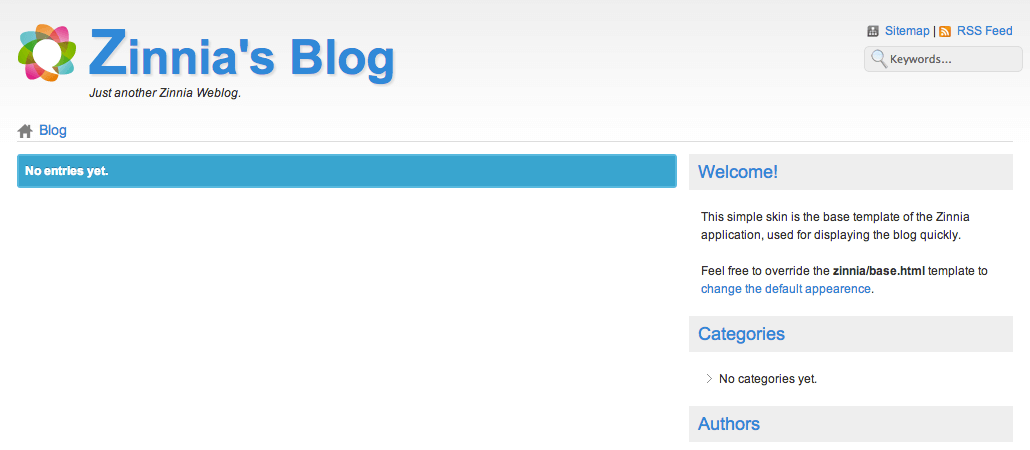 Zinnia's Blog
Just another Zinnia Weblog.
Sitemap | RSS Feed
Keywords...
Blog
No entries yet.
Welcome!
This simple skin is the base template of the Zinnia
application, used for displaying the blog quickly.
Feel free to override the zinnia/base.html template to
change the default appearence.
Categories
No categories yet.
Authors